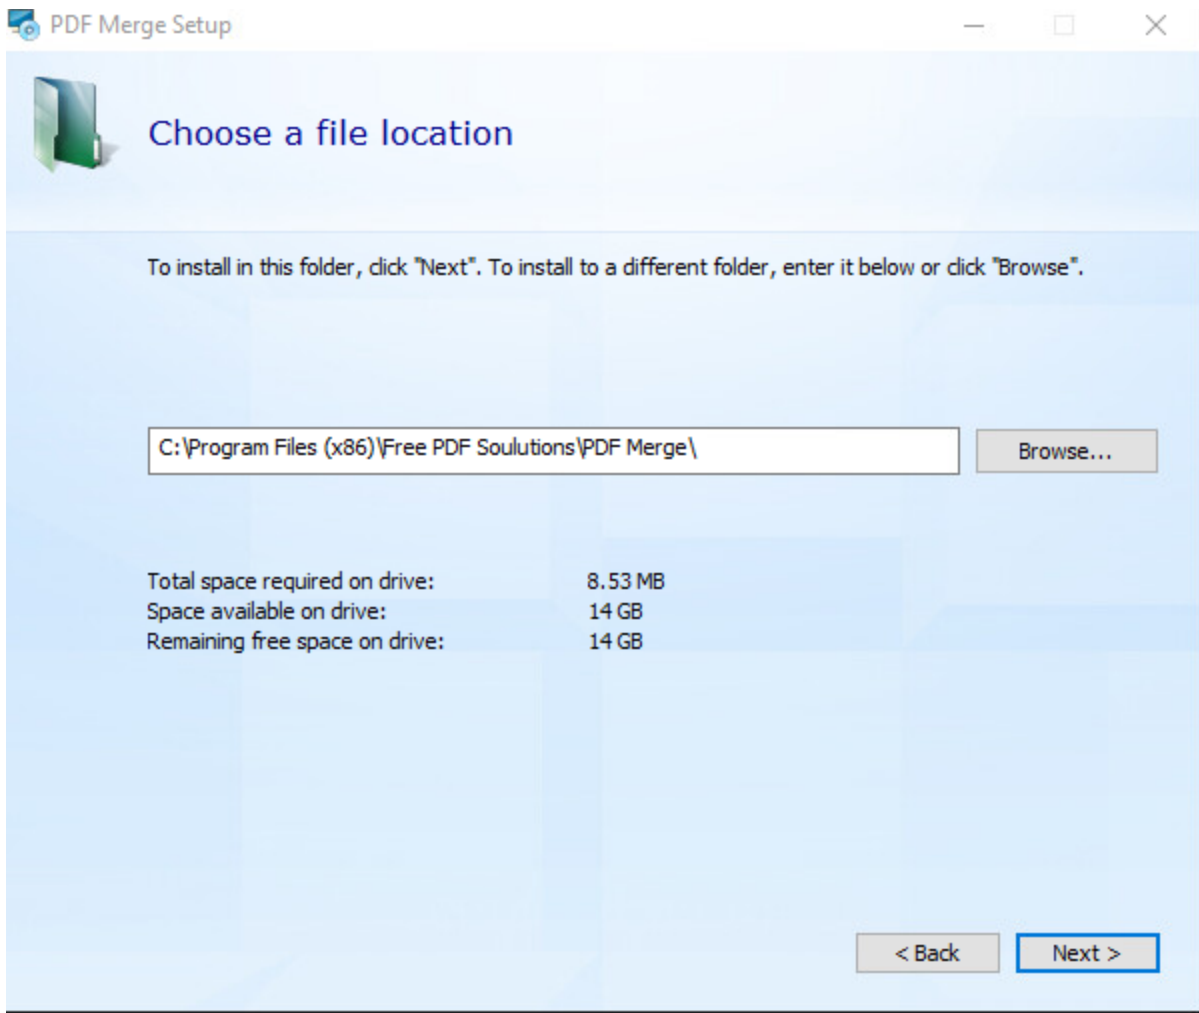 PDF Merge Setup
Choose a file location
To install in this folder, click "Next". To install to a different folder, enter it below or click "Browse".
C:\Program Files (x86)\Free PDF Soulutions\PDF Merge\
Browse...
Total space required on drive: 8.53 MB
Space available on drive: 14 GB
Remaining free space on drive: 14 GB
< Back
Next >